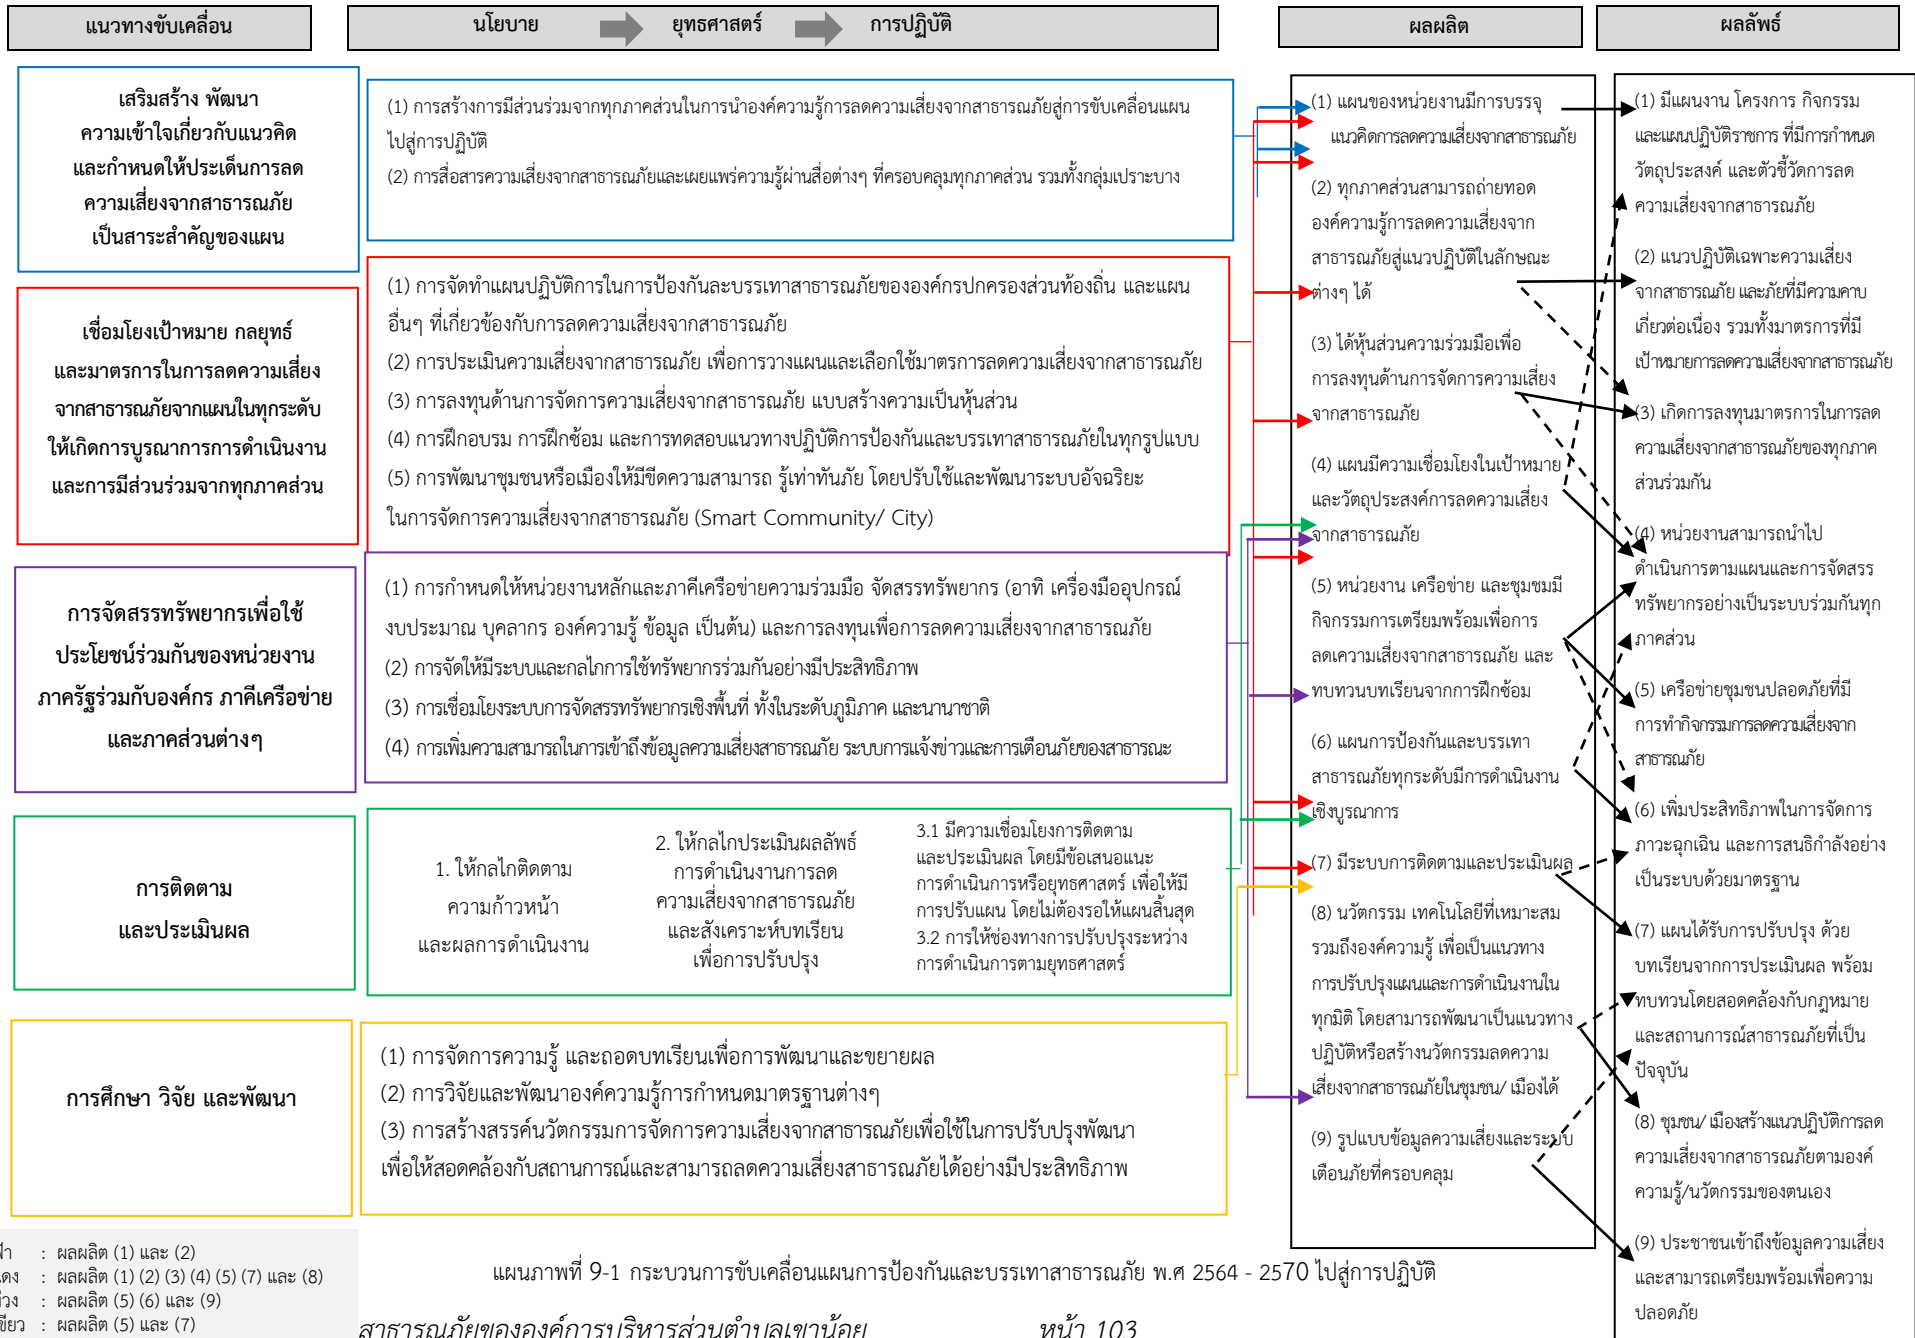 แนวทางขับเคลื่อน
นโยบาย ยุทธศาสตร์ การปฏิบัติ
ผลผลิต
ผลลัพธ์
เสริมสร้าง พัฒนา
ความเข้าใจเกี่ยวกับแนวคิด
และกำหนดให้ประเด็นการลด
ความเสี่ยงจากสาธารณภัย
เป็นสาระสำคัญของแผน
(1) การสร้างการมีส่วนร่วมจากทุกภาคส่วนในการนำองค์ความรู้การลดความเสี่ยงจากสาธารณภัยสู่การขับเคลื่อนแผน
ไปสู่การปฏิบัติ
(2) การสื่อสารความเสี่ยงจากสาธารณภัยและเผยแพร่ความรู้ผ่านสื่อต่างๆ ที่ครอบคลุมทุกภาคส่วน รวมทั้งกลุ่มเปราะบาง
เชื่อมโยงเป้าหมาย กลยุทธ์
และมาตรการในการลดความเสี่ยง
จากสาธารณภัยจากแผนในทุกระดับ
ให้เกิดการบูรณาการการดำเนินงาน
และการมีส่วนร่วมจากทุกภาคส่วน
(1) การจัดทำแผนปฏิบัติการในการป้องกันละบรรเทาสาธารณภัยขององค์กรปกครองส่วนท้องถิ่น และแผน
อื่นๆ ที่เกี่ยวข้องกับการลดความเสี่ยงจากสาธารณภัย
(2) การประเมินความเสี่ยงจากสาธารณภัย เพื่อการวางแผนและเลือกใช้มาตรการลดความเสี่ยงจากสาธารณภัย
(3) การลงทุนด้านการจัดการความเสี่ยงจากสาธารณภัย แบบสร้างความเป็นหุ้นส่วน
(4) การฝึกอบรม การฝึกซ้อม และการทดสอบแนวทางปฏิบัติการป้องกันและบรรเทาสาธารณภัยในทุกรูปแบบ
(5) การพัฒนาชุมชนหรือเมืองให้มีขีดความสามารถ รู้เท่าทันภัย โดยปรับใช้และพัฒนาระบบอัจฉริยะ
ในการจัดการความเสี่ยงจากสาธารณภัย (Smart Community/ City)
การจัดสรรทรัพยากรเพื่อใช้
ประโยชน์ร่วมกันของหน่วยงาน
ภาครัฐร่วมกับองค์กร ภาคีเครือข่าย
และภาคส่วนต่างๆ
(1) การกำหนดให้หน่วยงานหลักและภาคีเครือข่ายความร่วมมือ จัดสรรทรัพยากร (อาทิ เครื่องมืออุปกรณ์
งบประมาณ บุคลากร องค์ความรู้ ข้อมูล เป็นต้น) และการลงทุนเพื่อการลดความเสี่ยงจากสาธารณภัย
(2) การจัดให้มีระบบและกลไกการใช้ทรัพยากรร่วมกันอย่างมีประสิทธิภาพ
(3) การเชื่อมโยงระบบการจัดสรรทรัพยากรเชิงพื้นที่ ทั้งในระดับภูมิภาค และนานาชาติ
(4) การเพิ่มความสามารถในการเข้าถึงข้อมูลความเสี่ยงสาธารณภัย ระบบการแจ้งข่าวและการเตือนภัยของสาธารณะ
การติดตาม
และประเมินผล
1. ให้กลไกติดตาม
ความก้าวหน้า
และผลการดำเนินงาน
2. ให้กลไกประเมินผลลัพธ์
การดำเนินงานการลด
ความเสี่ยงจากสาธารณภัย
และสังเคราะห์บทเรียน
เพื่อการปรับปรุง
3.1 มีความเชื่อมโยงการติดตาม
และประเมินผล โดยมีข้อเสนอแนะ
การดำเนินการหรือยุทธศาสตร์ เพื่อให้มี
การปรับแผน โดยไม่ต้องรอให้แผนสิ้นสุด
3.2 การให้ช่องทางการปรับปรุงระหว่าง
การดำเนินการตามยุทธศาสตร์
การศึกษา วิจัย และพัฒนา
(1) การจัดการความรู้ และถอดบทเรียนเพื่อการพัฒนาและขยายผล
(2) การวิจัยและพัฒนาองค์ความรู้การกำหนดมาตรฐานต่างๆ
(3) การสร้างสรรค์นวัตกรรมการจัดการความเสี่ยงจากสาธารณภัยเพื่อใช้ในการปรับปรุงพัฒนา
เพื่อให้สอดคล้องกับสถานการณ์และสามารถลดความเสี่ยงสาธารณภัยได้อย่างมีประสิทธิภาพ
(1) แผนของหน่วยงานมีการบรรจุ
แนวคิดการลดความเสี่ยงจากสาธารณภัย
(2) ทุกภาคส่วนสามารถถ่ายทอด
องค์ความรู้การลดความเสี่ยงจาก
สาธารณภัยสู่แนวปฏิบัติในลักษณะ
ต่างๆ ได้
(3) ได้หุ้นส่วนความร่วมมือเพื่อ
การลงทุนด้านการจัดการความเสี่ยง
จากสาธารณภัย
(4) แผนมีความเชื่อมโยงในเป้าหมาย
และวัตถุประสงค์การลดความเสี่ยง
จากสาธารณภัย
(5) หน่วยงาน เครือข่าย และชุมชมมี
กิจกรรมการเตรียมพร้อมเพื่อการ
ลดเความเสี่ยงจากสาธารณภัย และ
ทบทวนบทเรียนจากการฝึกซ้อม
(6) แผนการป้องกันและบรรเทา
สาธารณภัยทุกระดับมีการดำเนินงาน
เชิงบูรณาการ
(7) มีระบบการติดตามและประเมินผล
(8) นวัตกรรม เทคโนโลยีที่เหมาะสม
รวมถึงองค์ความรู้ เพื่อเป็นแนวทาง
การปรับปรุงแผนและการดำเนินงานใน
ทุกมิติ โดยสามารถพัฒนาเป็นแนวทาง
ปฏิบัติหรือสร้างนวัตกรรมลดความ
เสี่ยงจากสาธารณภัยในชุมชน/ เมืองได้
(9) รูปแบบข้อมูลความเสี่ยงและระบบ
เตือนภัยที่ครอบคลุม
(1) มีแผนงาน โครงการ กิจกรรม
และแผนปฏิบัติราชการ ที่มีการกำหนด
วัตถุประสงค์ และตัวชี้วัดการลด
ความเสี่ยงจากสาธารณภัย
(2) แนวปฏิบัติเฉพาะความเสี่ยง
จากสาธารณภัย และภัยที่มีความคาบ
เกี่ยวต่อเนื่อง รวมทั้งมาตรการที่มี
เป้าหมายการลดความเสี่ยงจากสาธารณภัย
(3) เกิดการลงทุนมาตรการในการลด
ความเสี่ยงจากสาธารณภัยของทุกภาค
ส่วนร่วมกัน
(4) หน่วยงานสามารถนำไป
ดำเนินการตามแผนและการจัดสรร
ทรัพยากรอย่างเป็นระบบร่วมกันทุก
ภาคส่วน
(5) เครือข่ายชุมชนปลอดภัยที่มี
การทำกิจกรรมการลดความเสี่ยงจาก
สาธารณภัย
(6) เพิ่มประสิทธิภาพในการจัดการ
ภาวะฉุกเฉิน และการสนธิกำลังอย่าง
เป็นระบบด้วยมาตรฐาน
(7) แผนได้รับการปรับปรุง ด้วย
บทเรียนจากการประเมินผล พร้อม
ทบทวนโดยสอดคล้องกับกฎหมาย
และสถานการณ์สาธารณภัยที่เป็น
ปัจจุบัน
(8) ชุมชน/ เมืองสร้างแนวปฏิบัติการลด
ความเสี่ยงจากสาธารณภัยตามองค์
ความรู้/นวัตกรรมของตนเอง
(9) ประชาชนเข้าถึงข้อมูลความเสี่ยง
และสามารถเตรียมพร้อมเพื่อความ
ปลอดภัย
: ผลผลิต (1) และ (2)
: ผลผลิต (1) (2) (3) (4) (5) (7) และ (8)
: ผลผลิต (5) (6) และ (9)
: ผลผลิต (5) และ (7)
แผนภาพที่ 9-1 กระบวนการขับเคลื่อนแผนการป้องกันและบรรเทาสาธารณภัย พ.ศ 2564 - 2570 ไปสู่การปฏิบัติ
สาธารณภัยขององค์การบริหารส่วนตำบลเขาน้อย หน้า 103